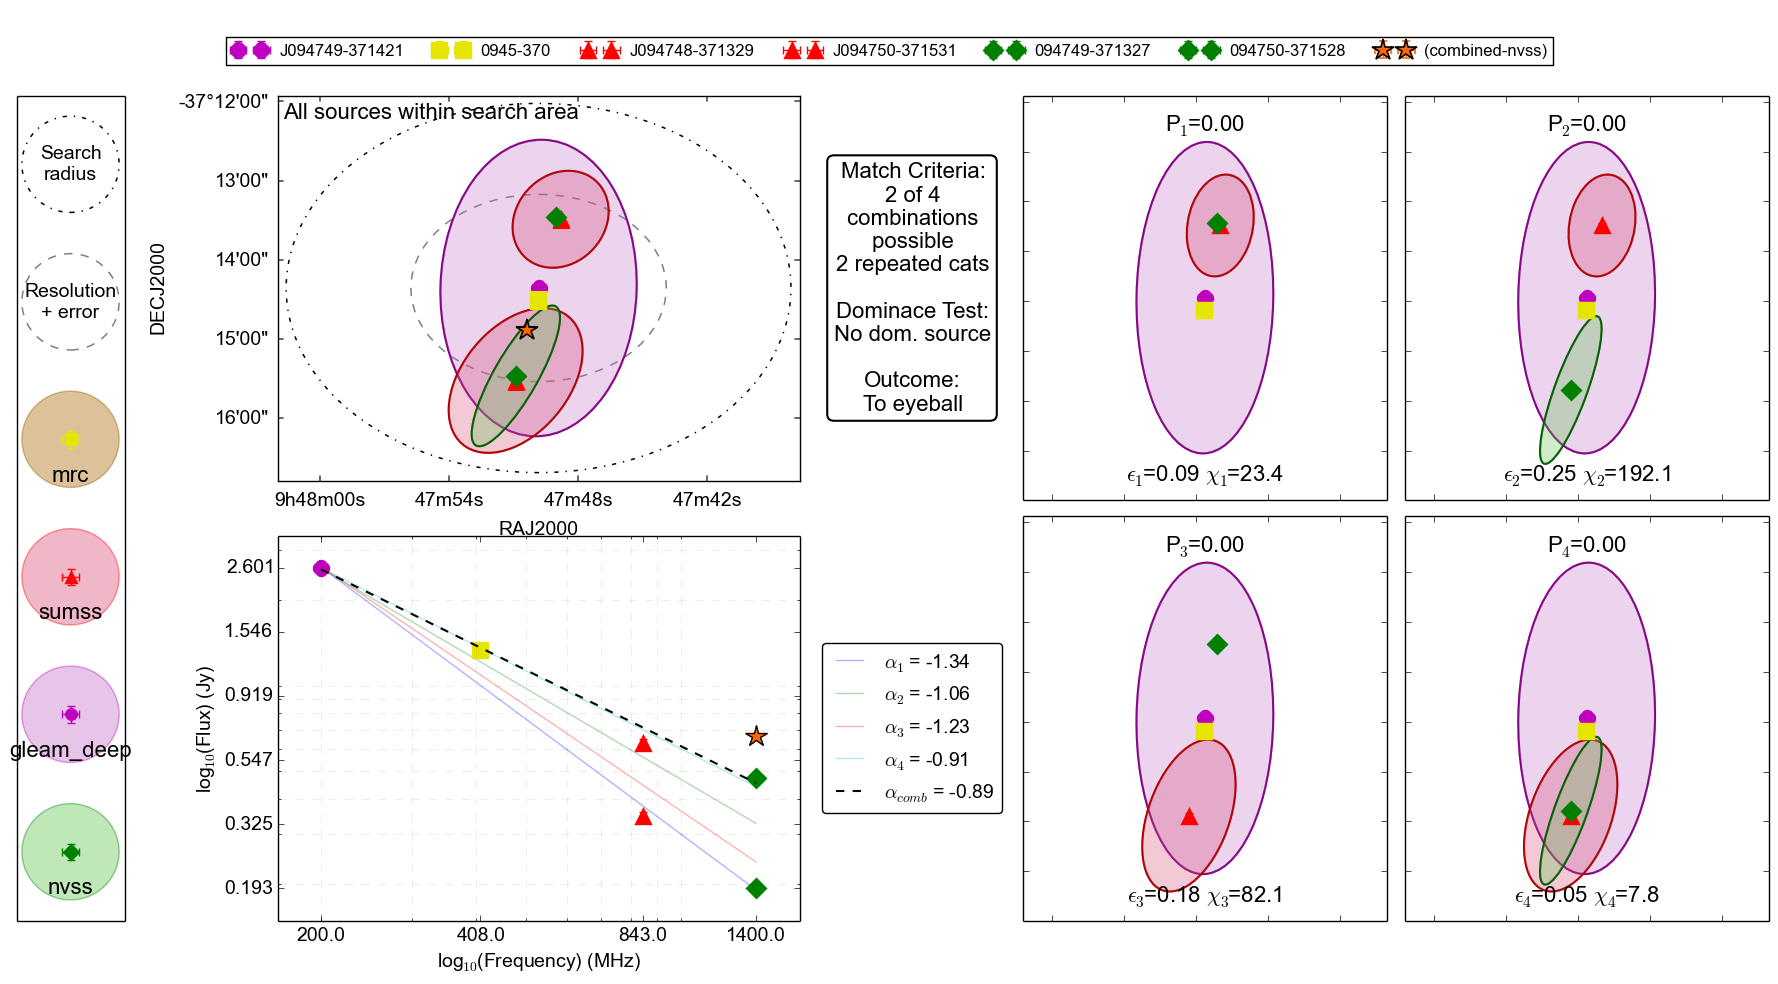 J094749-371421 0945-370 J094748-371329 J094750-371531 094749-371327 094750-371528 (combined-nvss)
Search
radius
Resolution
+ error
mrc
sumss
gleam_deep
nvss
All sources within search area
DECJ2000
-37°12'00"
13'00"
14'00"
15'00"
16'00"
9h48m00s 47m54s 47m48s 47m42s
RAJ2000
Match Criteria:
2 of 4
combinations
possible
2 repeated cats
Dominace Test:
No dom. source
Outcome:
To eyeball
log₁₀(Flux) (Jy)
2.601
1.546
0.919
0.547
0.325
0.193
200.0 408.0 843.0 1400.0
log₁₀(Frequency) (MHz)
α₁ = -1.34
α₂ = -1.06
α₃ = -1.23
α₄ = -0.91
α_comb = -0.89
P₁=0.00
ϵ₁=0.09 χ₁=23.4
P₂=0.00
ϵ₂=0.25 χ₂=192.1
P₃=0.00
ϵ₃=0.18 χ₃=82.1
P₄=0.00
ϵ₄=0.05 χ₄=7.8